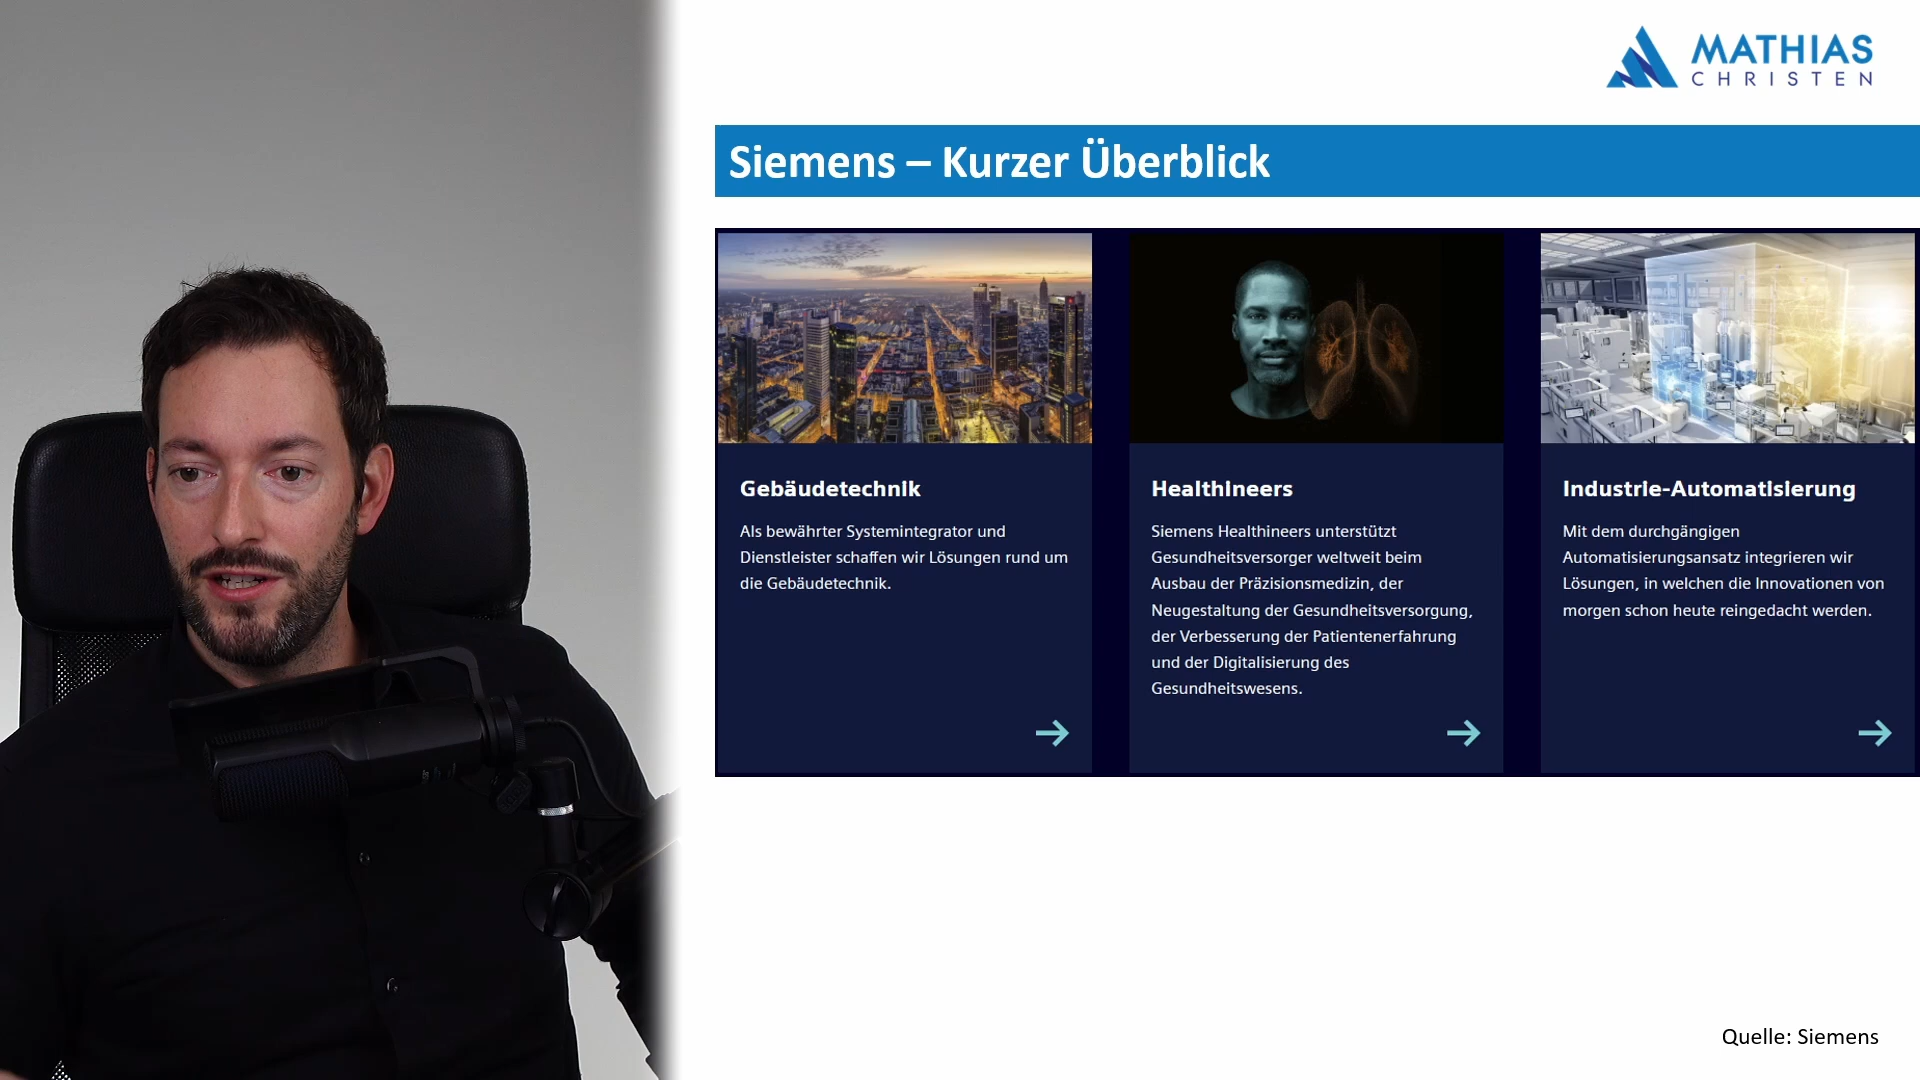 MATHIAS
CHRISTEN
Siemens – Kurzer Überblick
Gebäudetechnik
Als bewährter Systemintegrator und
Dienstleister schaffen wir Lösungen rund um
die Gebäudetechnik.
Healthineers
Siemens Healthineers unterstützt
Gesundheitsversorger weltweit beim
Ausbau der Präzisionsmedizin, der
Neugestaltung der Gesundheitsversorgung,
der Verbesserung der Patientenerfahrung
und der Digitalisierung des
Gesundheitswesens.
Industrie-Automatisierung
Mit dem durchgängigen
Automatisierungsansatz integrieren wir
Lösungen, in welchen die Innovationen von
morgen schon heute reingedacht werden.
Quelle: Siemens